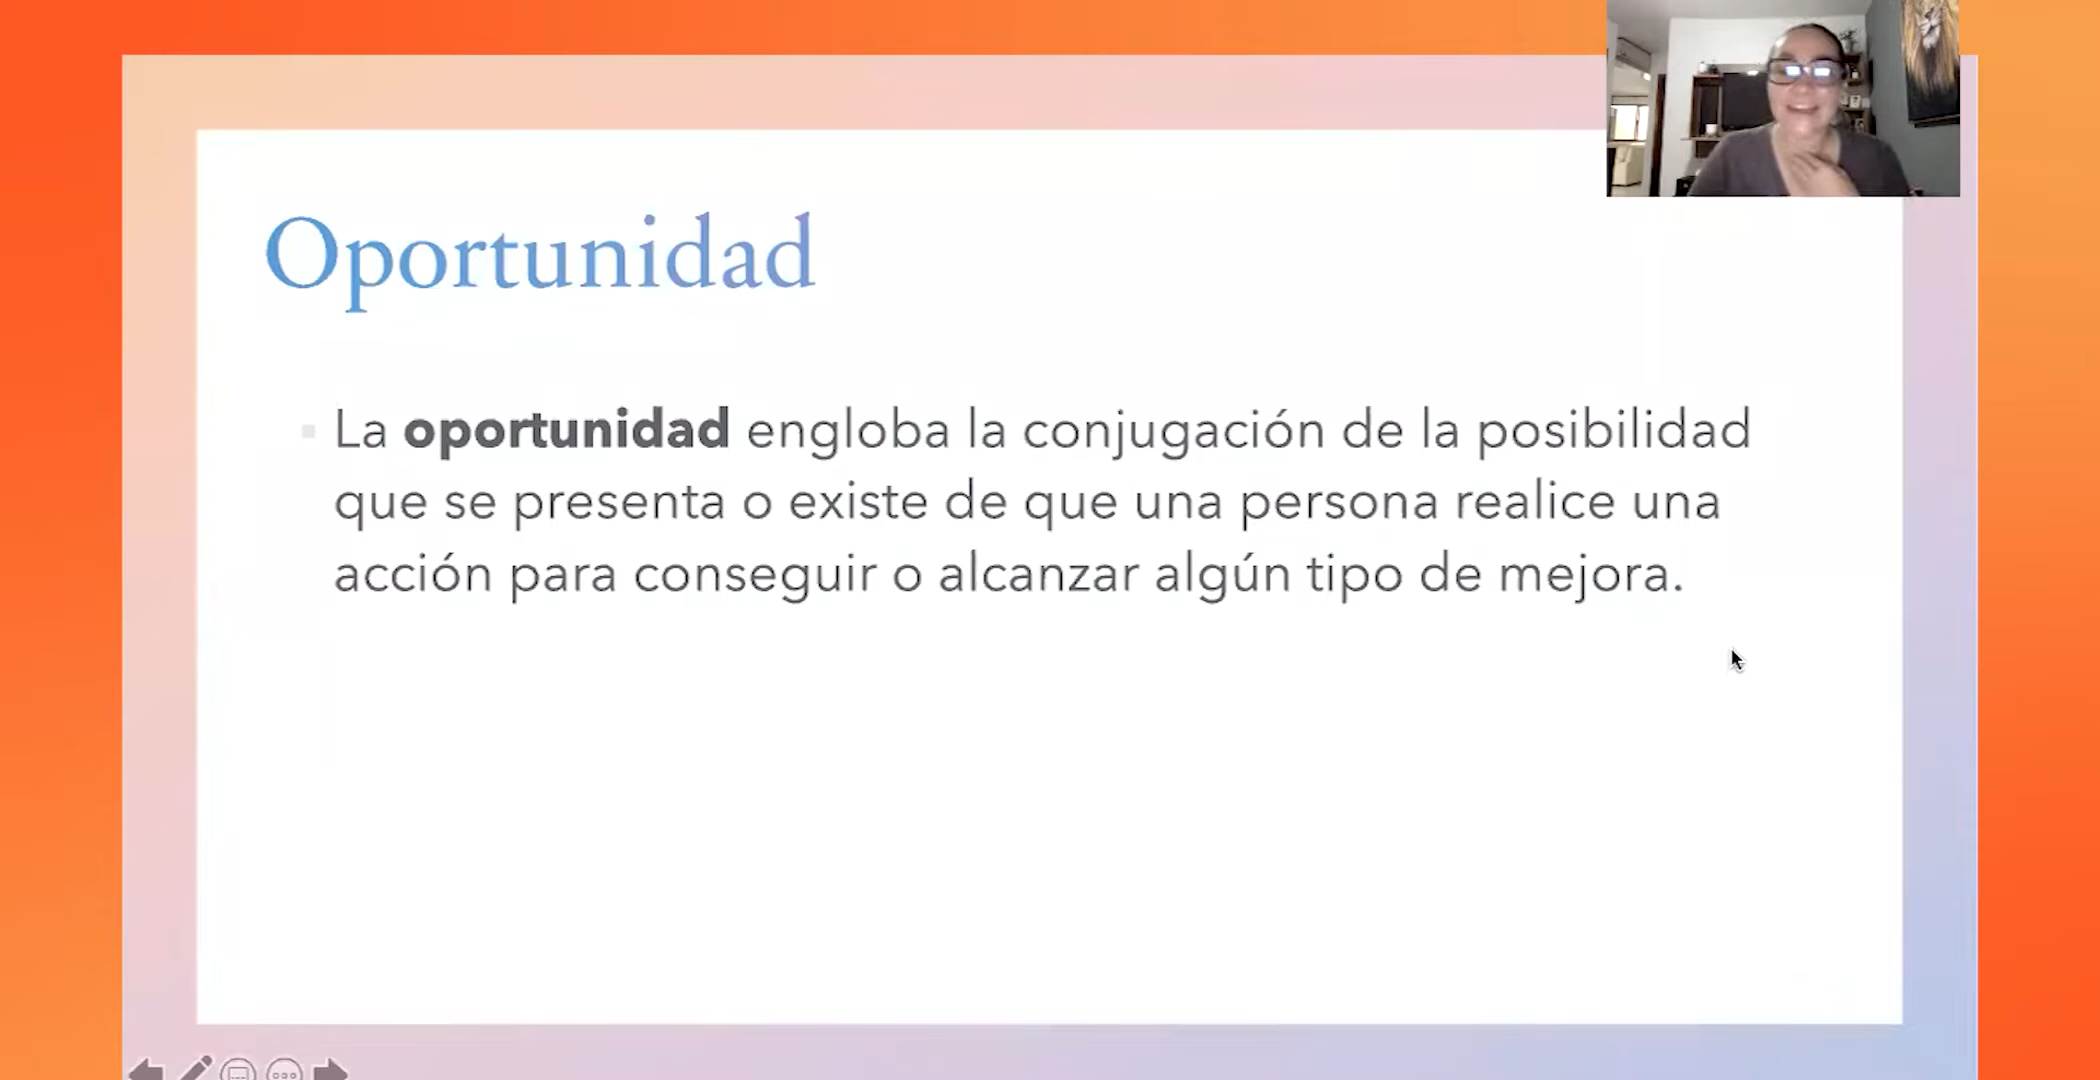 Oportunidad
La oportunidad engloba la conjugación de la posibilidad
que se presenta o existe de que una persona realice una
acción para conseguir o alcanzar algún tipo de mejora.